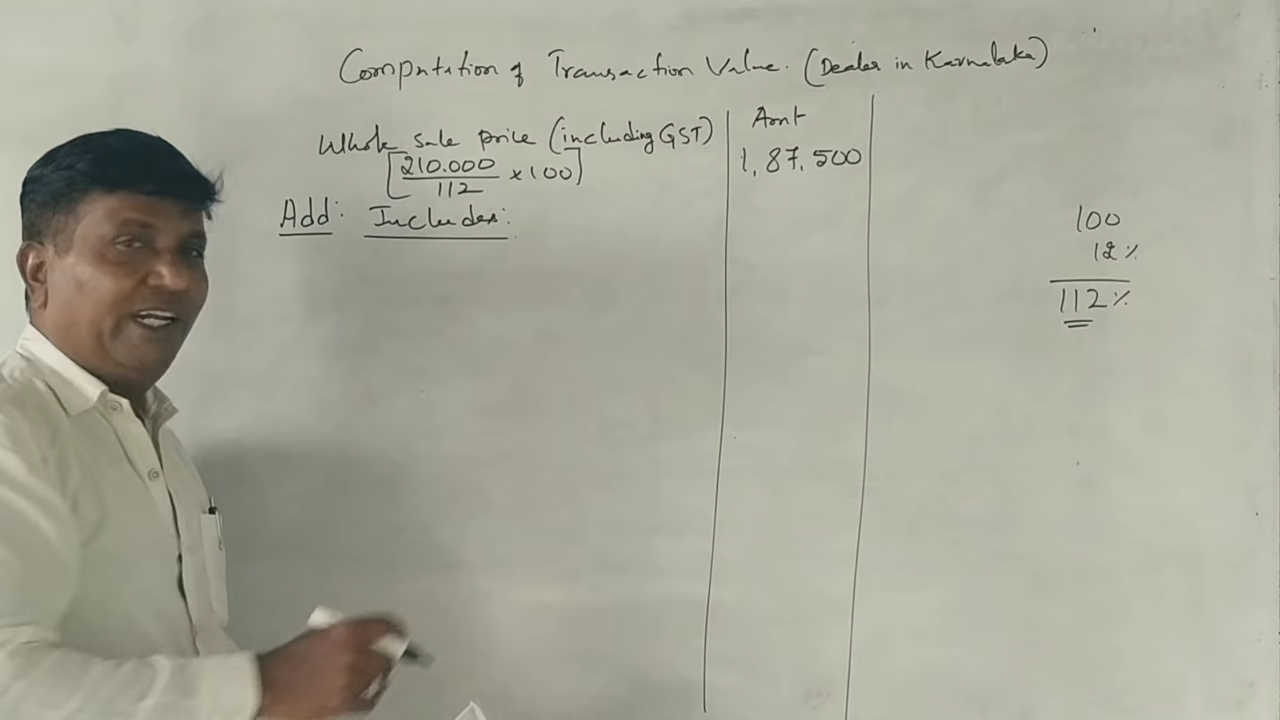 Computation of Transaction Value. (Dealer in Karnataka)
Amt
Whole Sale price (including GST)
[210.000/112 × 100] 1,87,500
Add: Includes:
100
12%
112%